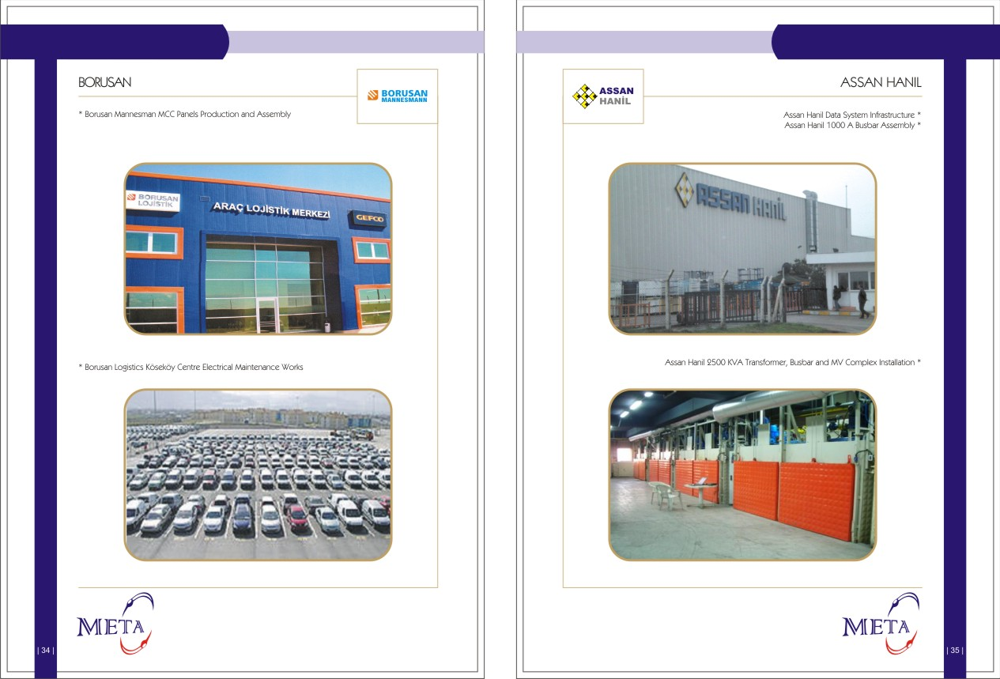 BORUSAN
BORUSAN
MANNESMANN
* Borusan Mannesman MCC Panels Production and Assembly
BORUSAN
LOJİSTİK
ARAÇ LOJİSTİK MERKEZİ
GEFCO
* Borusan Logistics Köseköy Centre Electrical Maintenance Works
META
| 34 |
ASSAN
HANİL
ASSAN HANIL
Assan Hanil Data System Infrastructure *
Assan Hanil 1000 A Busbar Assembly *
ASSAN HANİL
Assan Hanil 2500 KVA Transformer, Busbar and MV Complex Installation *
META
| 35 |